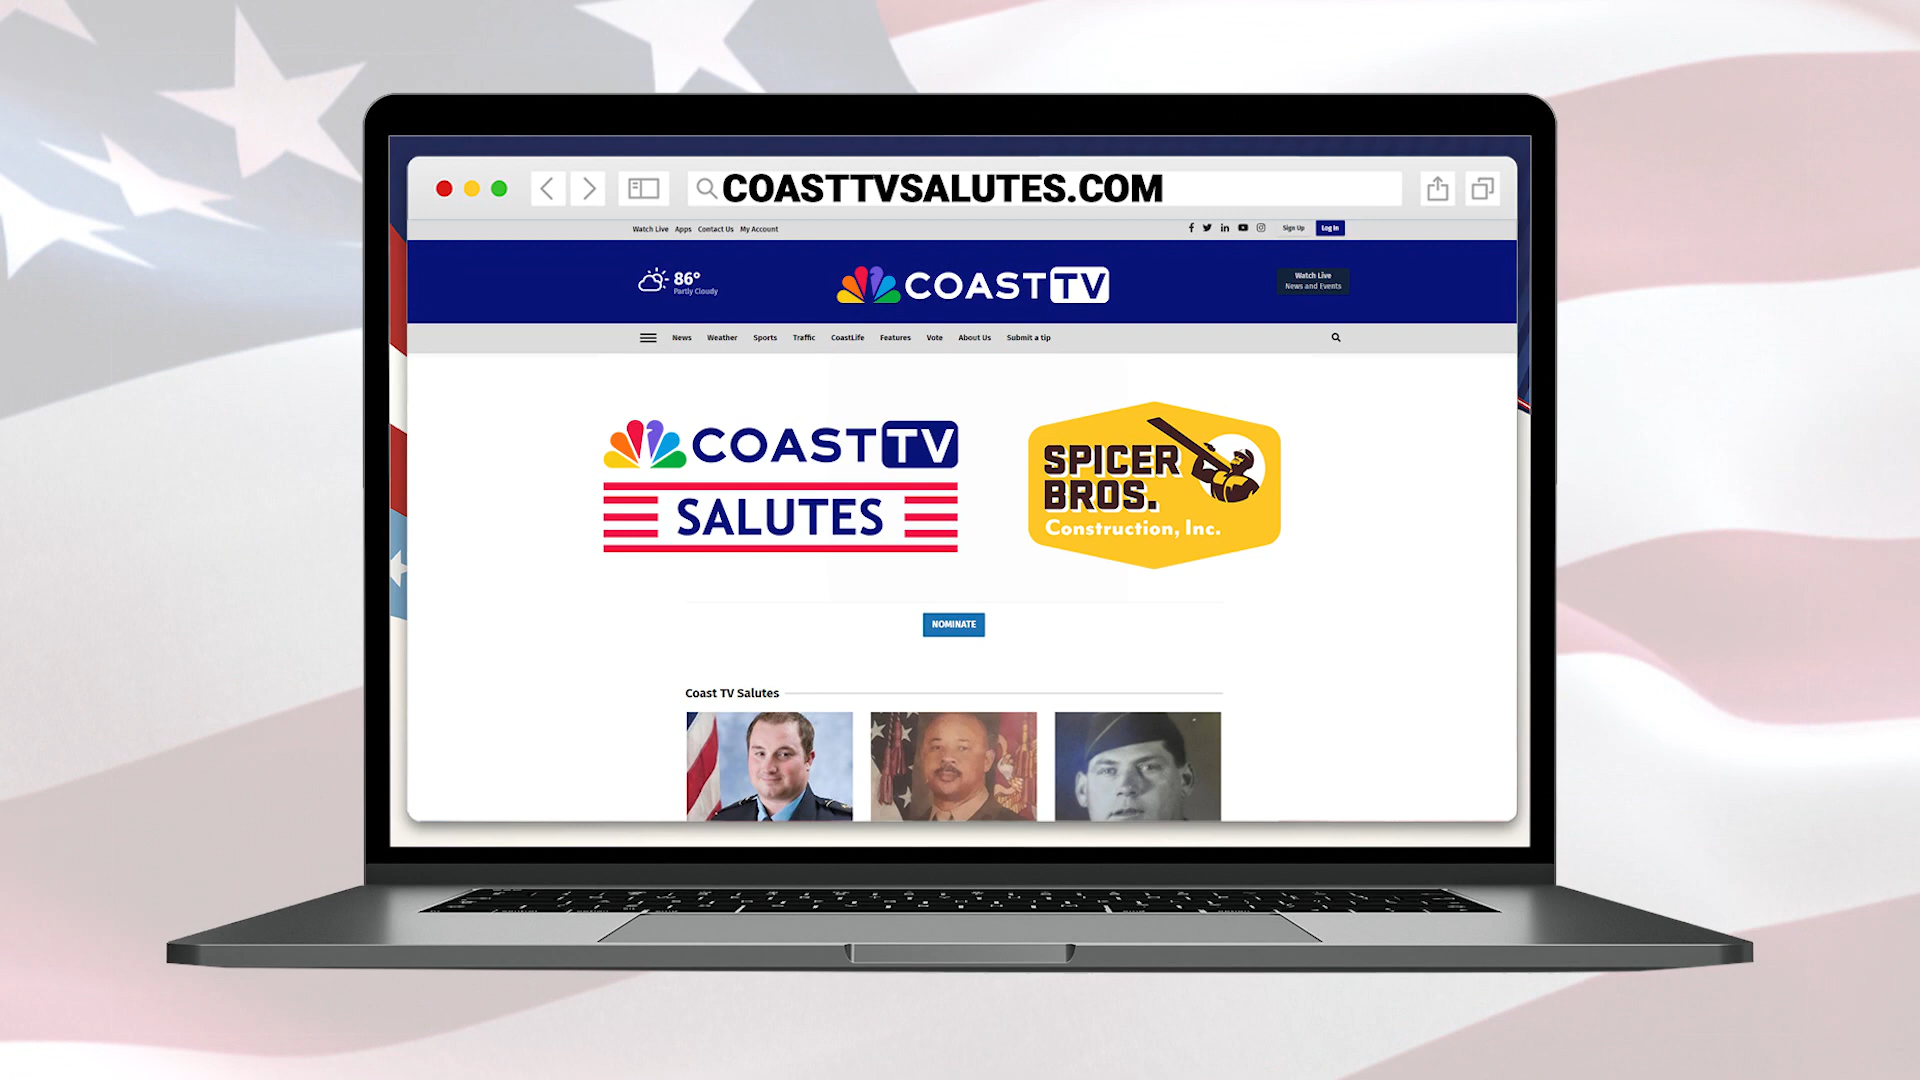 COASTTVSALUTES.COM
Watch Live Apps Contact Us My Account
Sign Up Log In
86°
Partly Cloudy
COAST TV
Watch Live
News and Events
News Weather Sports Traffic CoastLife Features Vote About Us Submit a tip
COAST TV
SALUTES
SPICER
BROS.
Construction, Inc.
NOMINATE
Coast TV Salutes